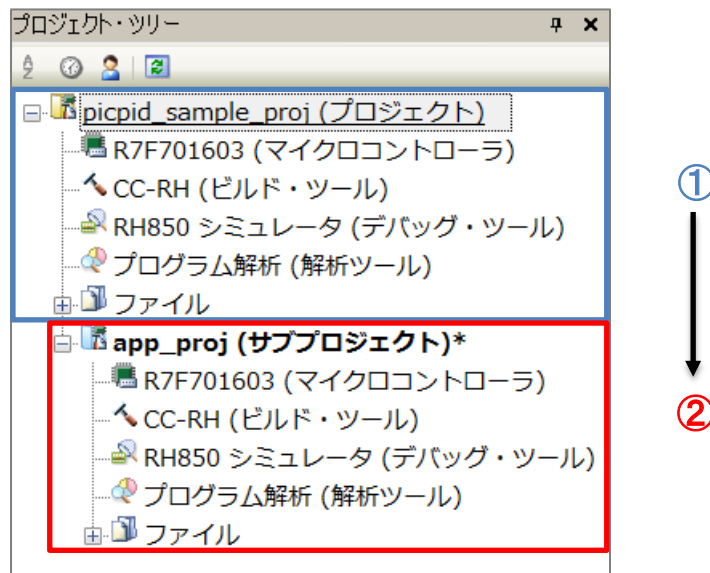 プロジェクト・ツリー
picpid_sample_proj (プロジェクト)
R7F701603 (マイクロコントローラ)
CC-RH (ビルド・ツール)
RH850 シミュレータ (デバッグ・ツール)
プログラム解析 (解析ツール)
ファイル
app_proj (サブプロジェクト)*
R7F701603 (マイクロコントローラ)
CC-RH (ビルド・ツール)
RH850 シミュレータ (デバッグ・ツール)
プログラム解析 (解析ツール)
ファイル
①
②